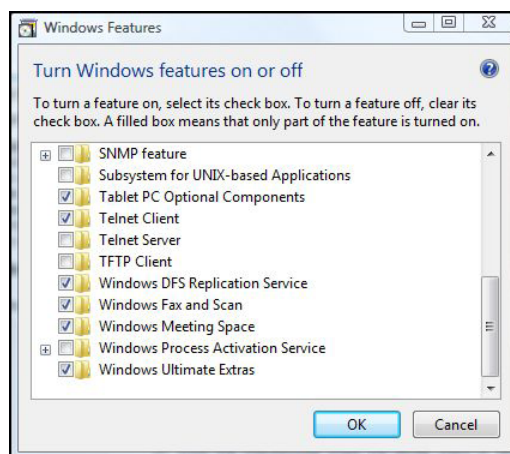 Windows Features
Turn Windows features on or off
To turn a feature on, select its check box. To turn a feature off, clear its
check box. A filled box means that only part of the feature is turned on.
SNMP feature
Subsystem for UNIX-based Applications
Tablet PC Optional Components
Telnet Client
Telnet Server
TFTP Client
Windows DFS Replication Service
Windows Fax and Scan
Windows Meeting Space
Windows Process Activation Service
Windows Ultimate Extras
OK Cancel